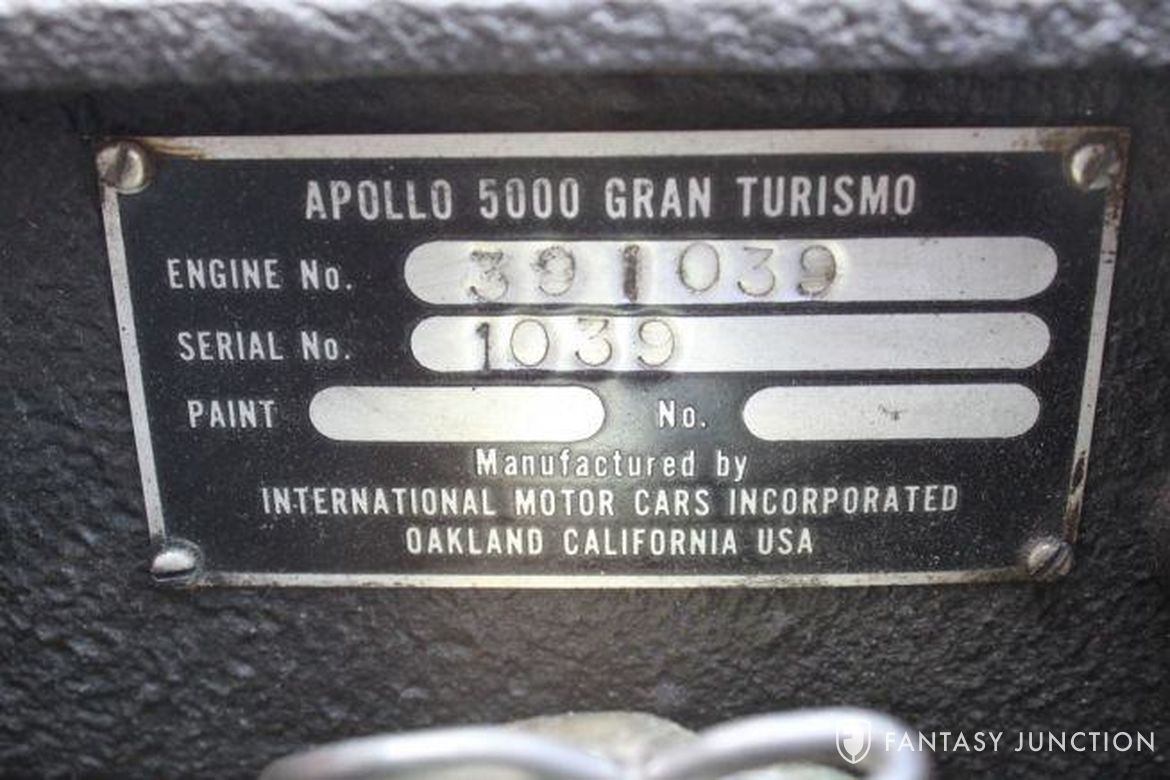 APOLLO 5000 GRAN TURISMO
ENGINE No. 391039
SERIAL No. 1039
PAINT No.
Manufactured by
INTERNATIONAL MOTOR CARS INCORPORATED
OAKLAND CALIFORNIA USA
FANTASY JUNCTION